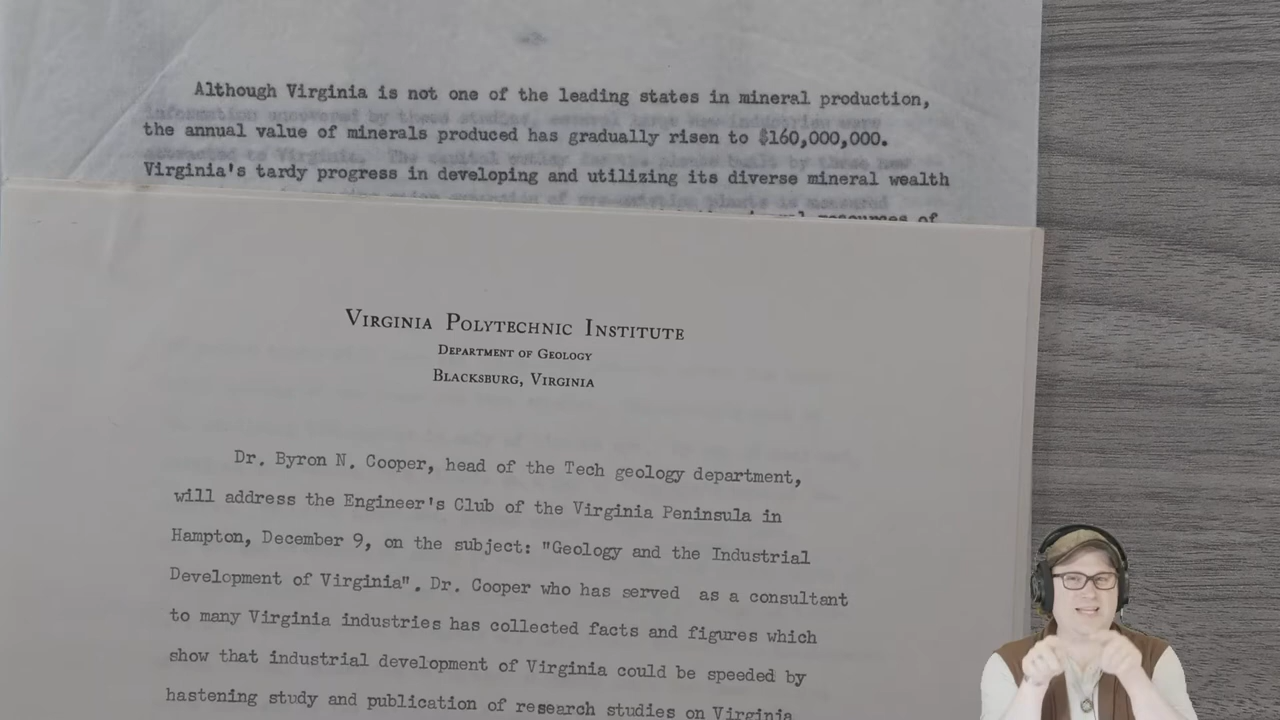 Although Virginia is not one of the leading states in mineral production,
the annual value of minerals produced has gradually risen to $160,000,000.
Virginia's tardy progress in developing and utilizing its diverse mineral wealth
resources of
Virginia Polytechnic Institute
Department of Geology
Blacksburg, Virginia
Dr. Byron N. Cooper, head of the Tech geology department,
will address the Engineer's Club of the Virginia Peninsula in
Hampton, December 9, on the subject: "Geology and the Industrial
Development of Virginia". Dr. Cooper who has served as a consultant
to many Virginia industries has collected facts and figures which
show that industrial development of Virginia could be speeded by
hastening study and publication of research studies on Virginia